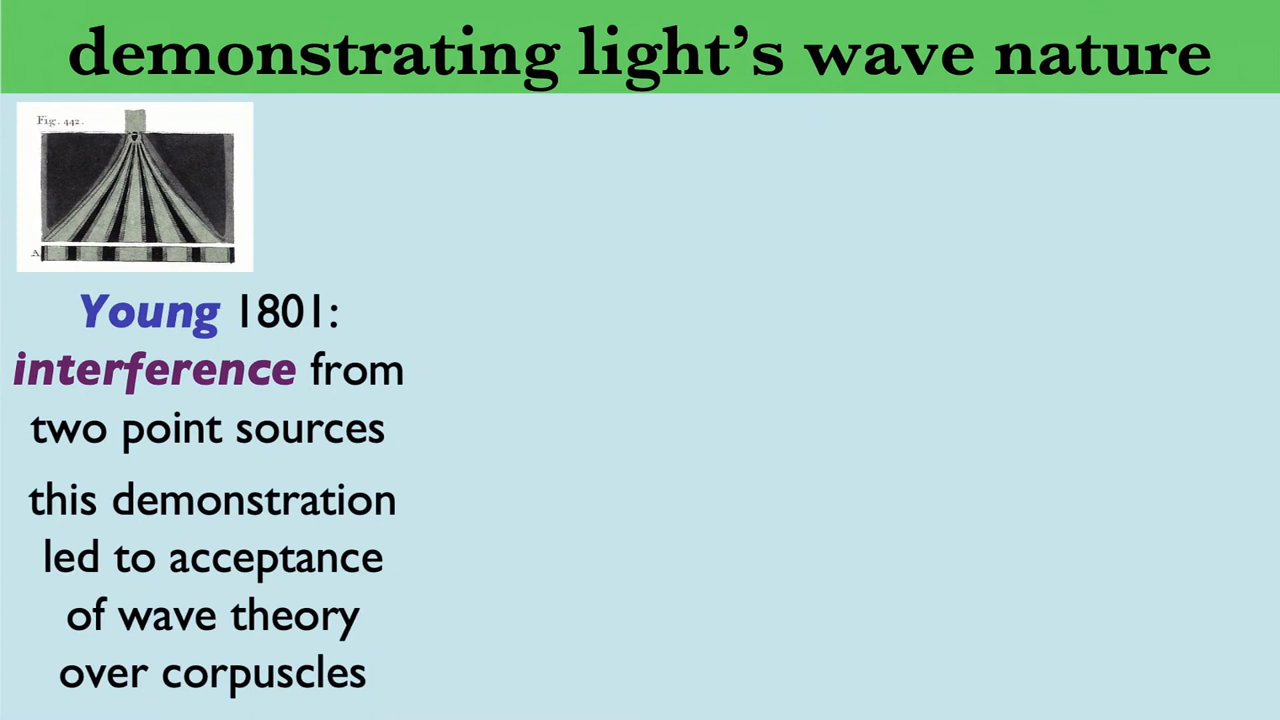 demonstrating light’s wave nature
Fig. 442.
A
Young 1801:
interference from
two point sources
this demonstration
led to acceptance
of wave theory
over corpuscles